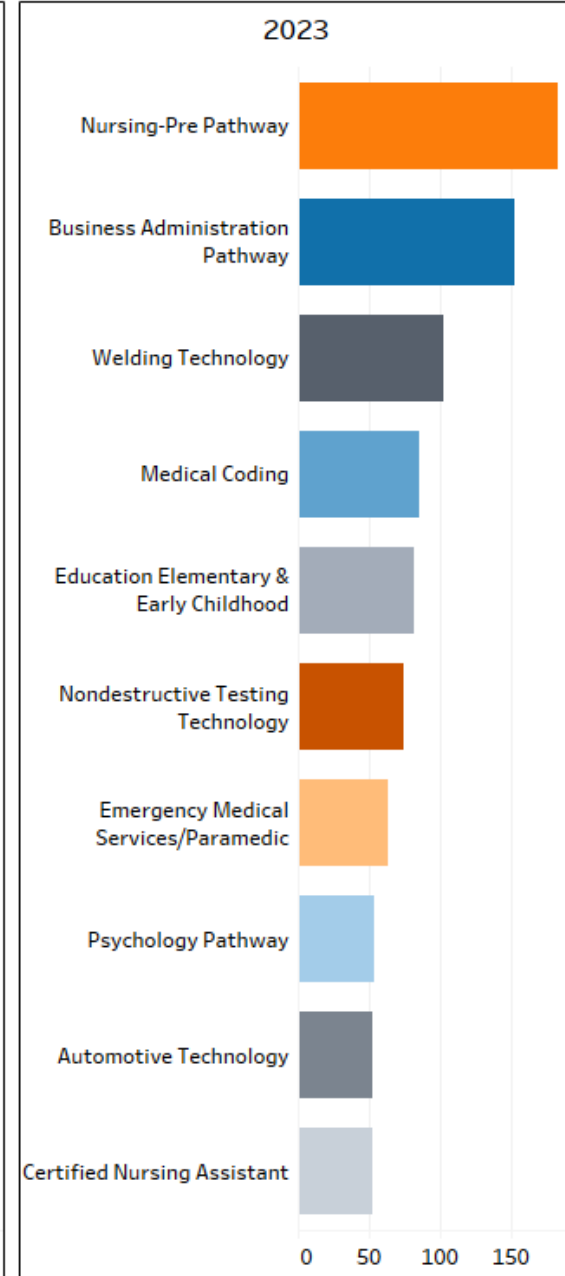 2023
Nursing-Pre Pathway
Business Administration
Pathway
Welding Technology
Medical Coding
Education Elementary &
Early Childhood
Nondestructive Testing
Technology
Emergency Medical
Services/Paramedic
Psychology Pathway
Automotive Technology
Certified Nursing Assistant
0 50 100 150